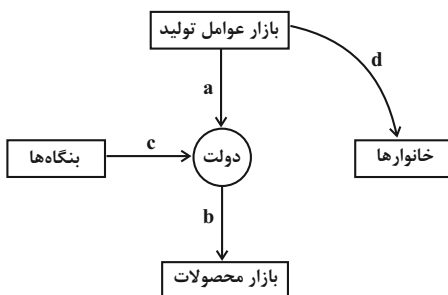 بازار عوامل تولید
d
a
بنگاه‌ها
c
دولت
خانوارها
b
بازار محصولات